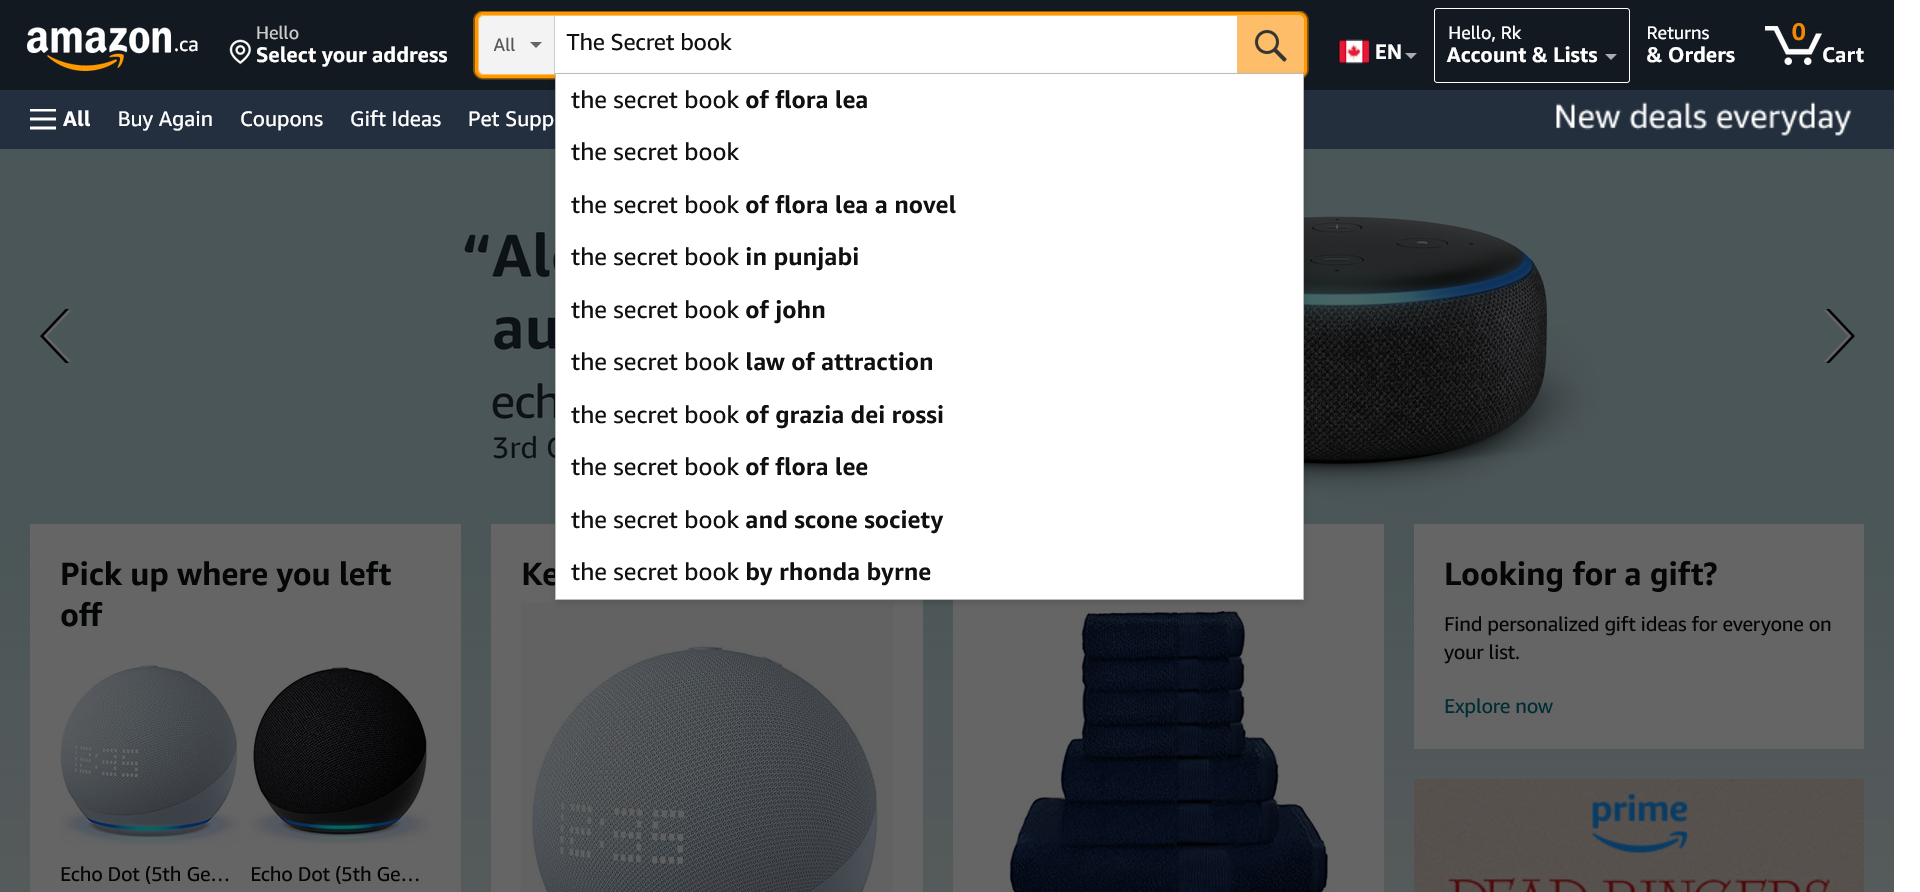 amazon.ca
Hello
Select your address
All
The Secret book
EN
Hello, Rk
Account & Lists
Returns
& Orders
0
Cart
All
Buy Again
Coupons
Gift Ideas
Pet Supp
New deals everyday
the secret book of flora lea
the secret book
the secret book of flora lea a novel
the secret book in punjabi
the secret book of john
the secret book law of attraction
the secret book of grazia dei rossi
the secret book of flora lee
the secret book and scone society
the secret book by rhonda byrne
“Al
au
ech
3rd
Pick up where you left
off
12:35
Echo Dot (5th Ge...
Echo Dot (5th Ge...
Ke
12:35
Looking for a gift?
Find personalized gift ideas for everyone on
your list.
Explore now
prime
DEAD RINGERS